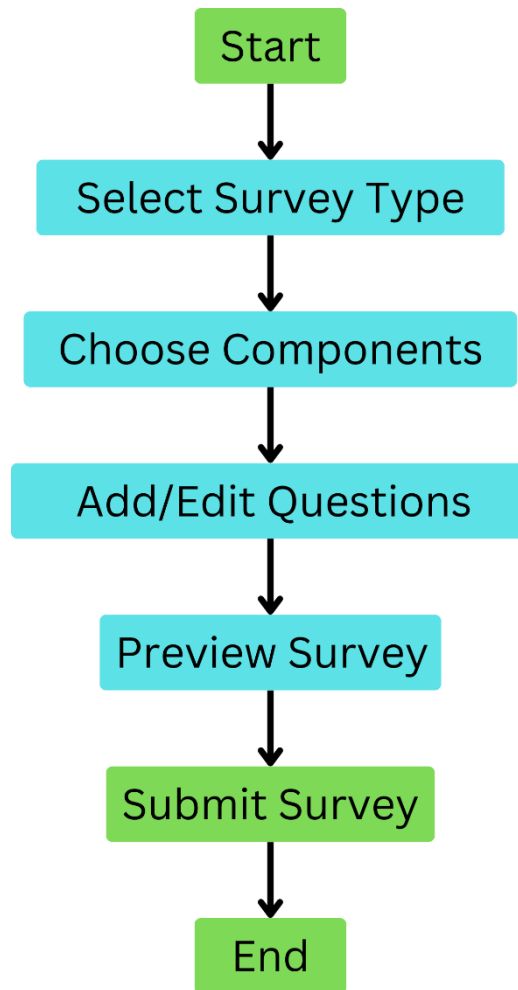 Start
Select Survey Type
Choose Components
Add/Edit Questions
Preview Survey
Submit Survey
End